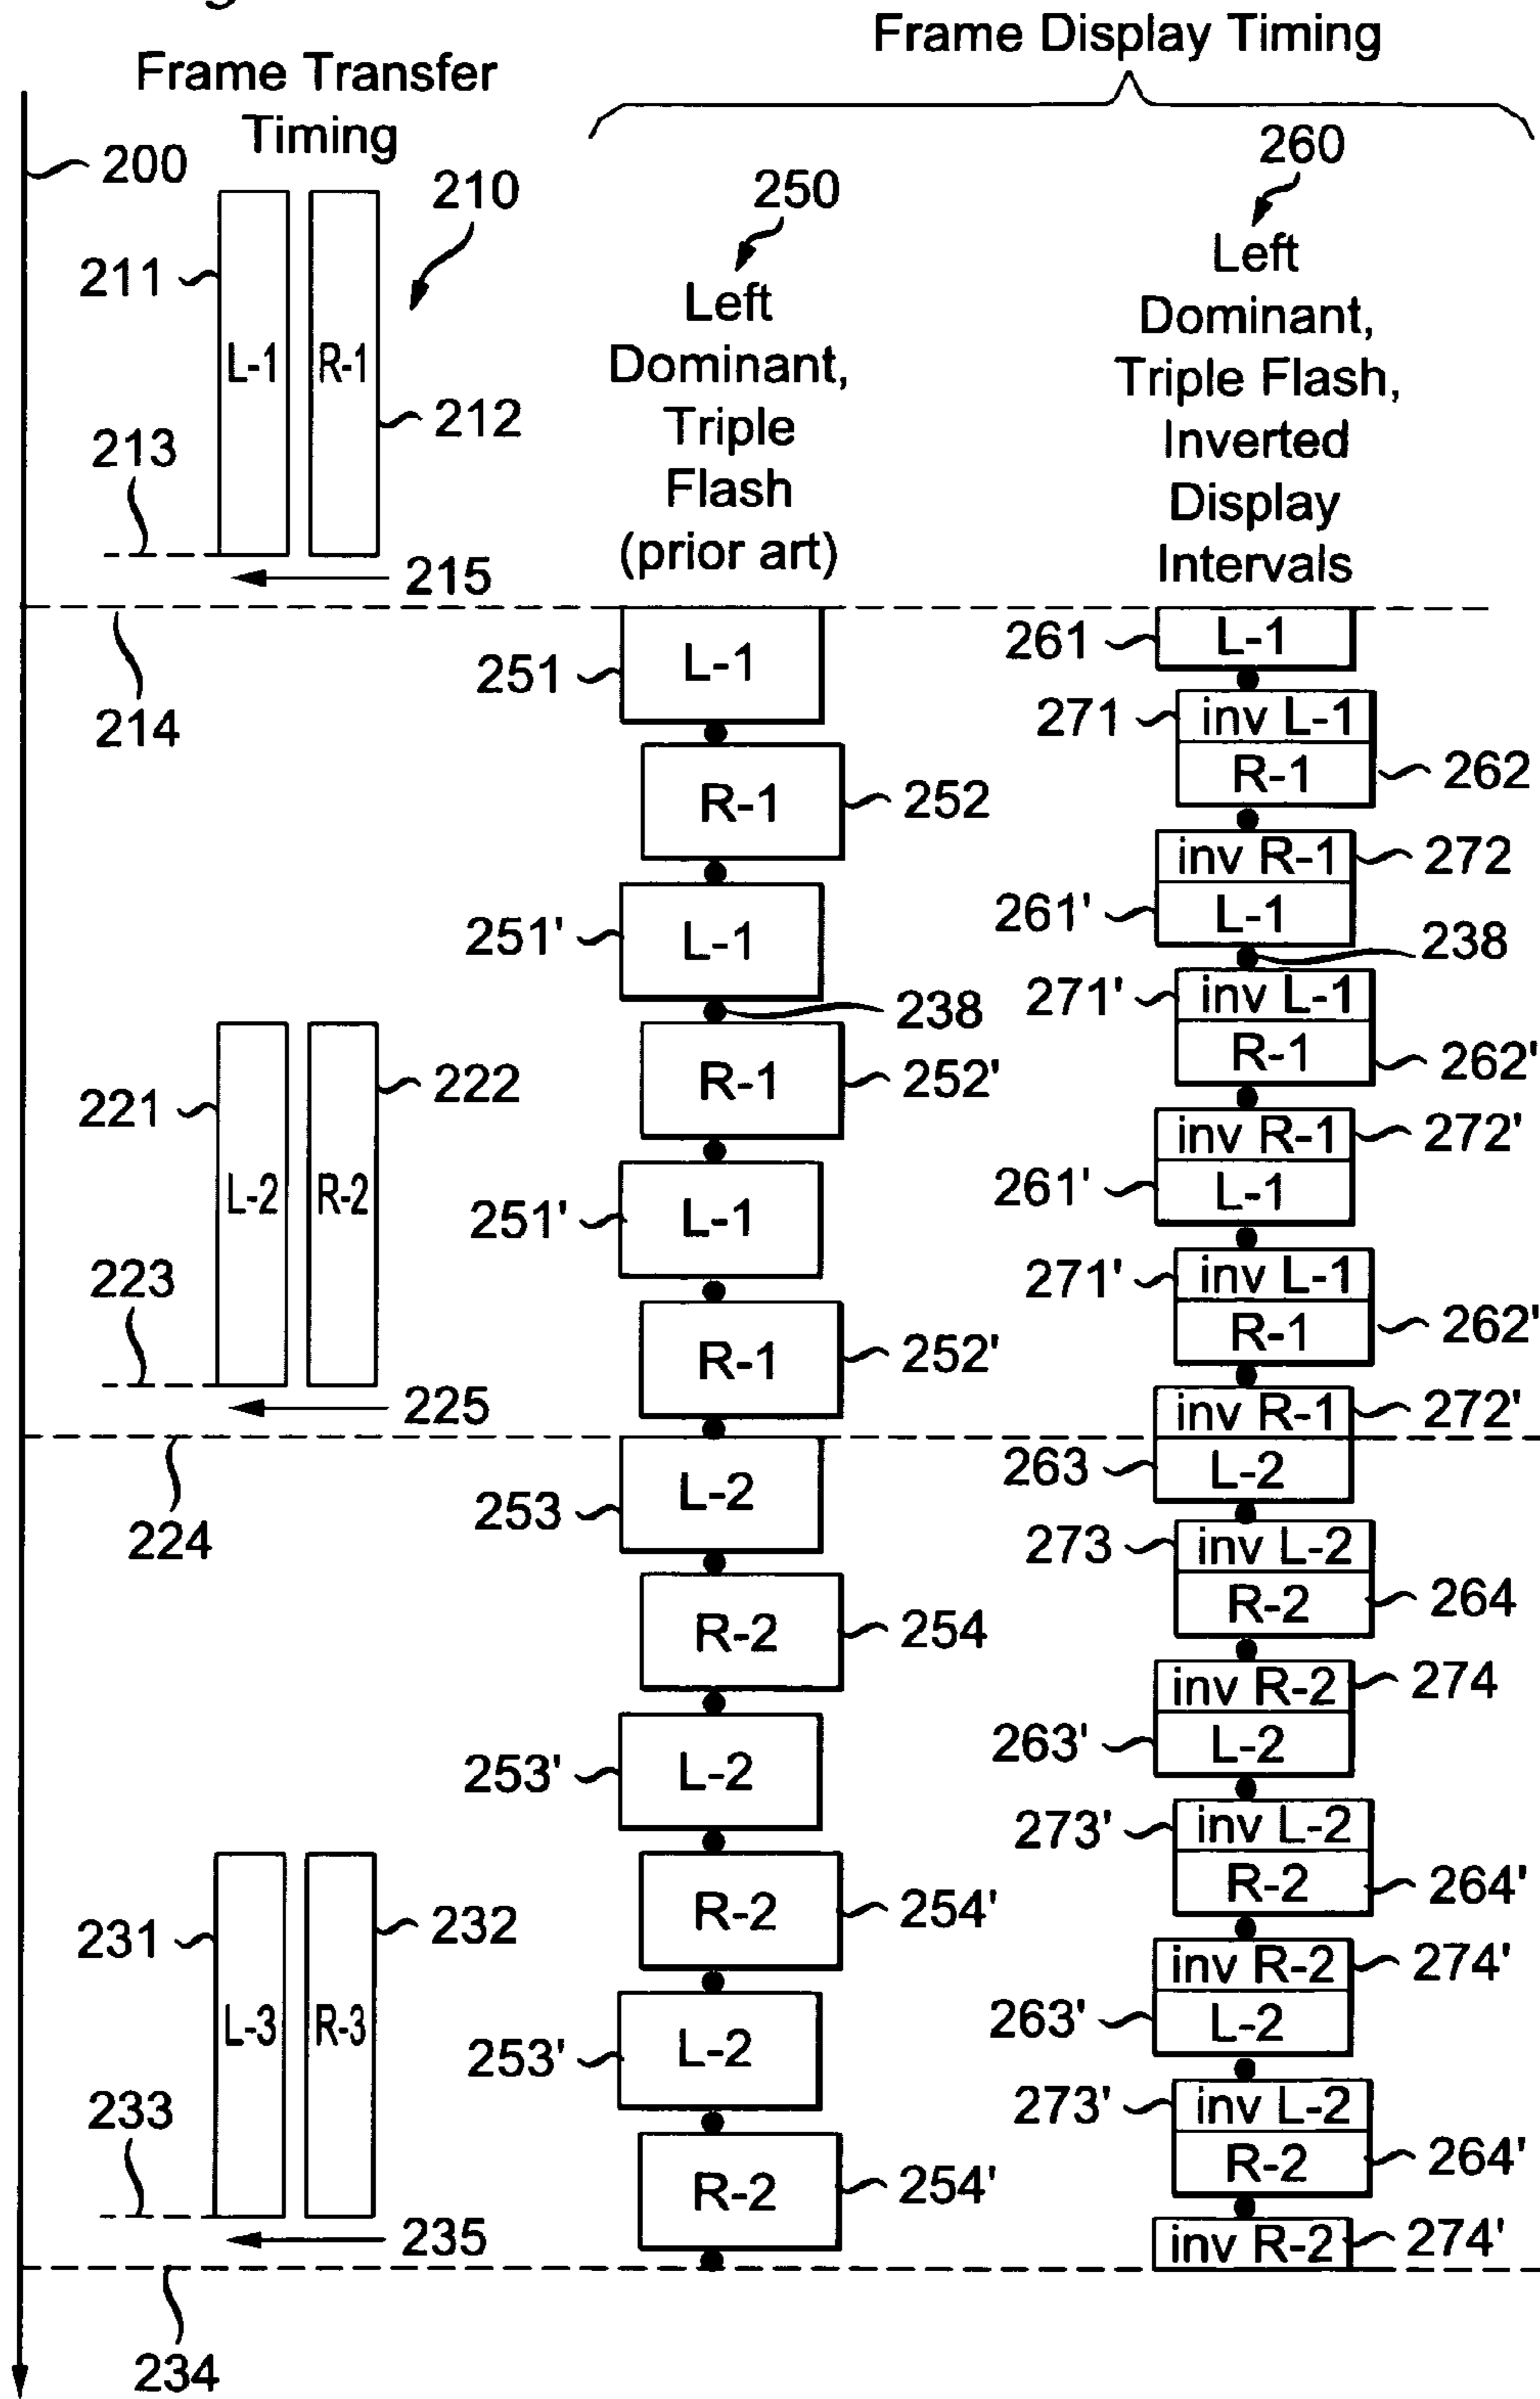 Frame Display Timing
Frame Transfer
Timing
200
210
211
L-1
R-1
212
213
215
214
250
Left
Dominant,
Triple
Flash
(prior art)
260
Left
Dominant,
Triple Flash,
Inverted
Display
Intervals
221
222
L-2
R-2
223
225
224
231
232
L-3
R-3
233
235
234
251
L-1
R-1
252
251'
L-1
238
R-1
252'
251'
L-1
R-1
252'
253
L-2
R-2
254
253'
L-2
R-2
254'
253'
L-2
R-2
254'
261
L-1
271
inv L-1
R-1
262
inv R-1
272
261'
L-1
238
271'
inv L-1
R-1
262'
inv R-1
272'
261'
L-1
271'
inv L-1
R-1
262'
inv R-1
272'
263
L-2
273
inv L-2
R-2
264
inv R-2
274
263'
L-2
273'
inv L-2
R-2
264'
inv R-2
274'
263'
L-2
273'
inv L-2
R-2
264'
inv R-2
274'